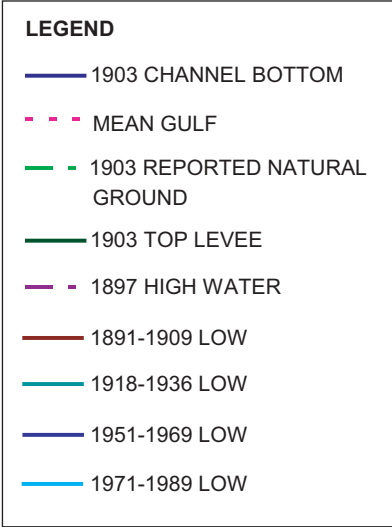 LEGEND
1903 CHANNEL BOTTOM
MEAN GULF
1903 REPORTED NATURAL
GROUND
1903 TOP LEVEE
1897 HIGH WATER
1891-1909 LOW
1918-1936 LOW
1951-1969 LOW
1971-1989 LOW